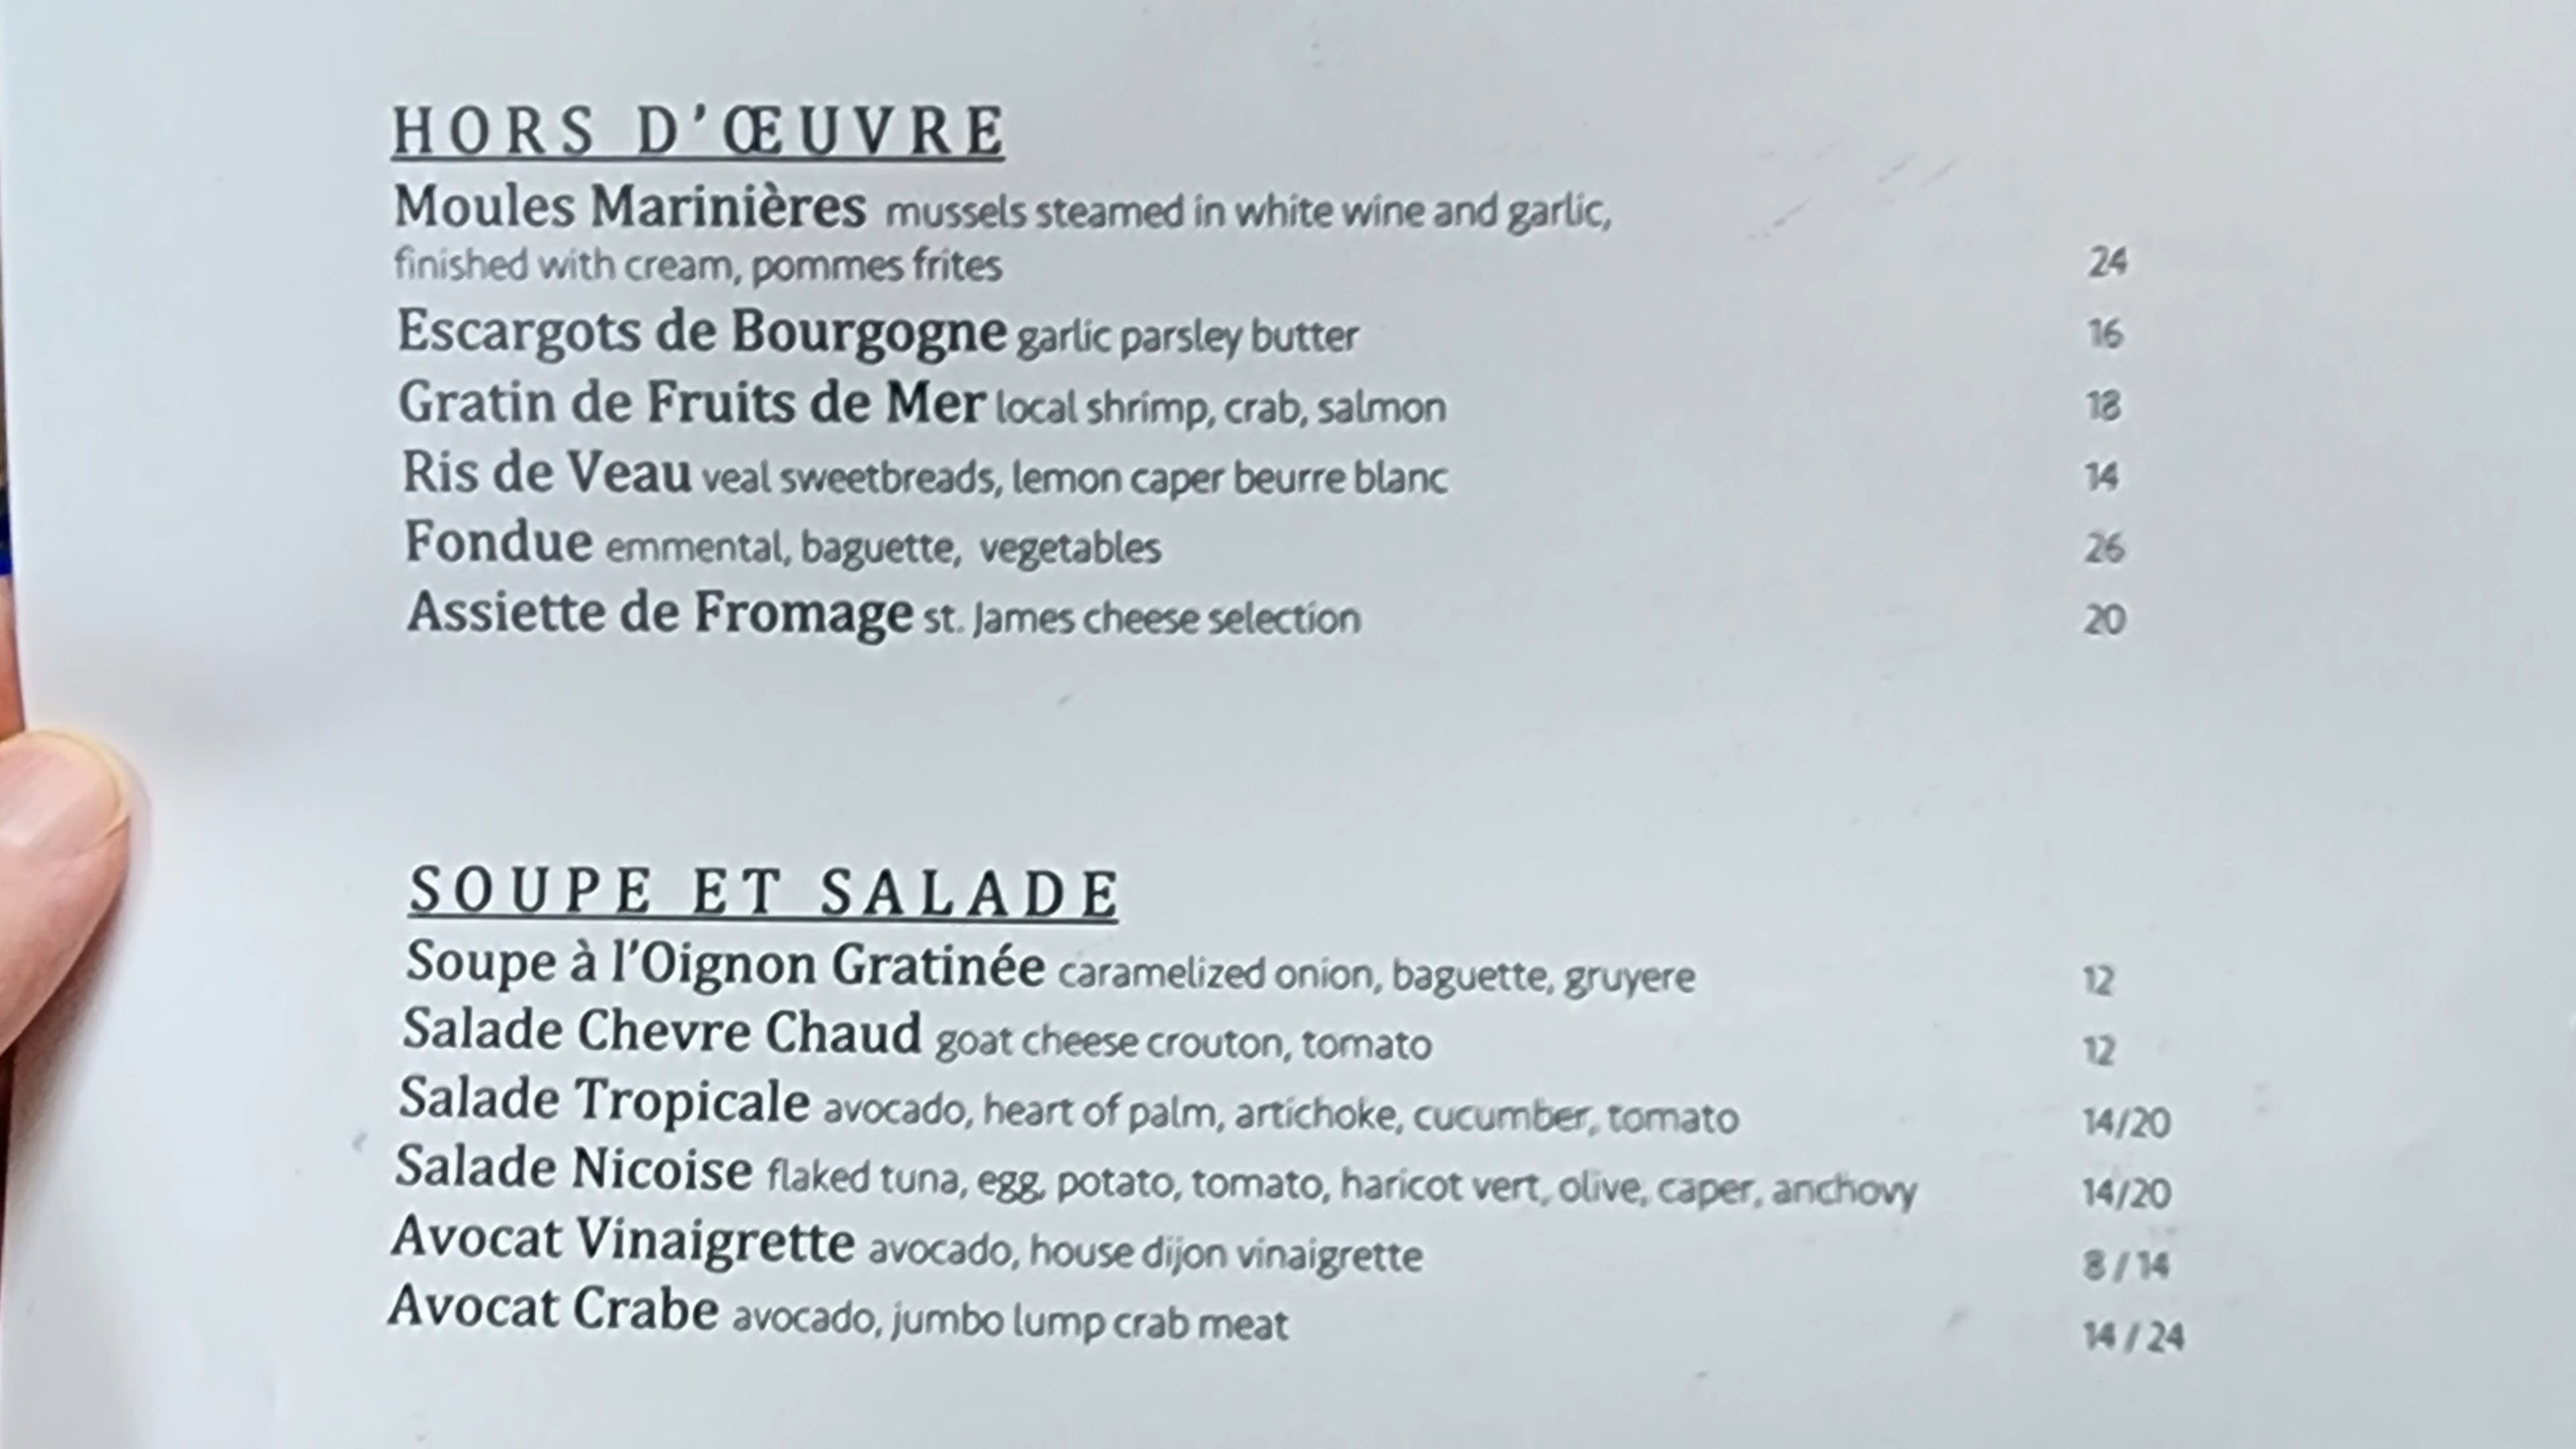 HORS D'ŒUVRE
Moules Marinières mussels steamed in white wine and garlic,
finished with cream, pommes frites 24
Escargots de Bourgogne garlic parsley butter 16
Gratin de Fruits de Mer local shrimp, crab, salmon 18
Ris de Veau veal sweetbreads, lemon caper beurre blanc 14
Fondue emmental, baguette, vegetables 26
Assiette de Fromage st. James cheese selection 20
SOUPE ET SALADE
Soupe à l'Oignon Gratinée caramelized onion, baguette, gruyere 12
Salade Chevre Chaud goat cheese crouton, tomato 12
Salade Tropicale avocado, heart of palm, artichoke, cucumber, tomato 14/20
Salade Nicoise flaked tuna, egg, potato, tomato, haricot vert, olive, caper, anchovy 14/20
Avocat Vinaigrette avocado, house dijon vinaigrette 8 / 14
Avocat Crabe avocado, jumbo lump crab meat 14 / 24